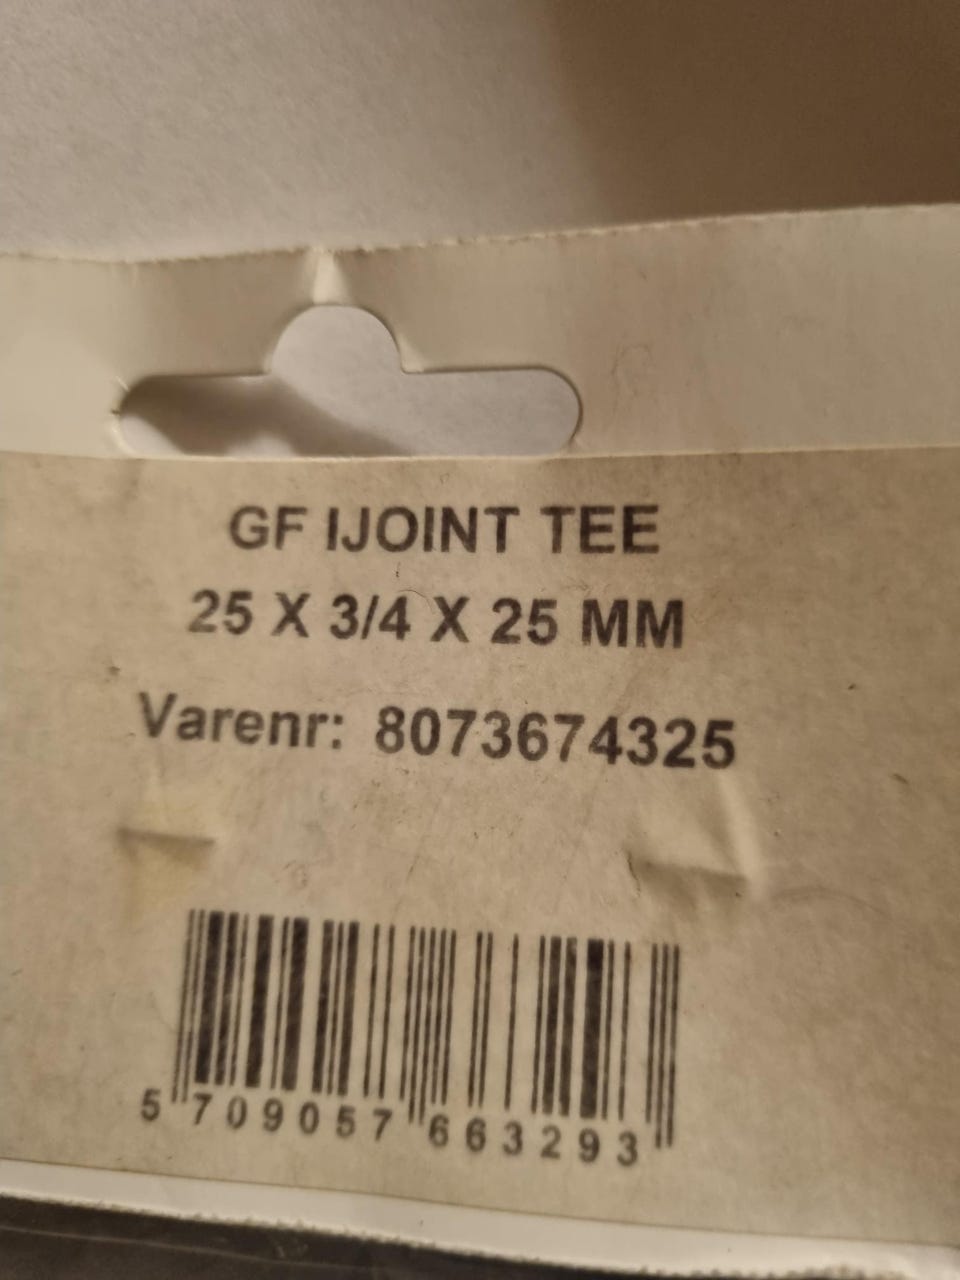 GF IJOINT TEE
25 X 3/4 X 25 MM
Varenr: 8073674325
5 709057 663293